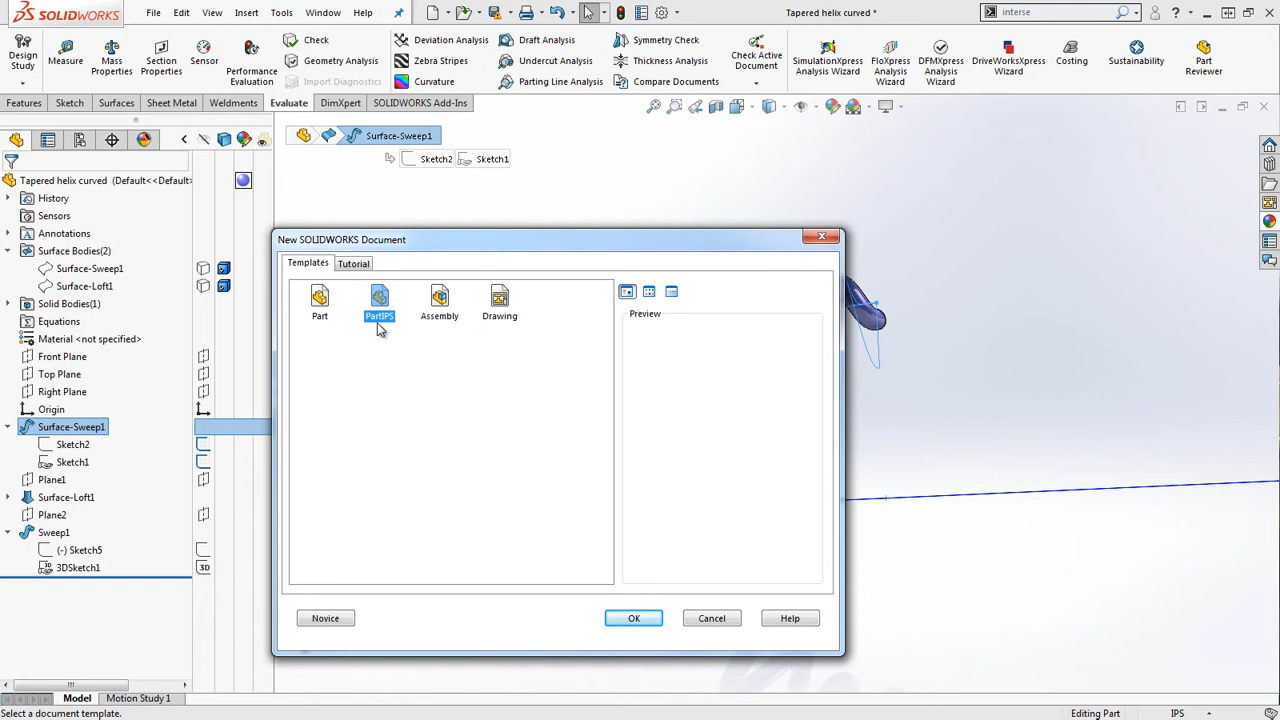 SOLIDWORKS File Edit View Insert Tools Window Help Tapered helix curved * interse
Design Study Measure Mass Properties Section Properties Sensor Performance Evaluation Check Geometry Analysis Import Diagnostics Deviation Analysis Zebra Stripes Curvature Draft Analysis Undercut Analysis Parting Line Analysis Symmetry Check Thickness Analysis Compare Documents Check Active Document SimulationXpress Analysis Wizard FloXpress Analysis Wizard DFMXpress Analysis Wizard DriveWorksXpress Wizard Costing Sustainability Part Reviewer
Features Sketch Surfaces Sheet Metal Weldments Evaluate DimXpert SOLIDWORKS Add-Ins
Surface-Sweep1
Sketch2 Sketch1
Tapered helix curved (Default<<Default>
History
Sensors
Annotations
Surface Bodies(2)
Surface-Sweep1
Surface-Loft1
Solid Bodies(1)
Equations
Material <not specified>
Front Plane
Top Plane
Right Plane
Origin
Surface-Sweep1
Sketch2
Sketch1
Plane1
Surface-Loft1
Plane2
Sweep1
(-) Sketch5
3D 3DSketch1 3D
New SOLIDWORKS Document
Templates Tutorial
Part PartIPS Assembly Drawing
Preview
Novice OK Cancel Help
Model Motion Study 1
Select a document template. Editing Part IPS